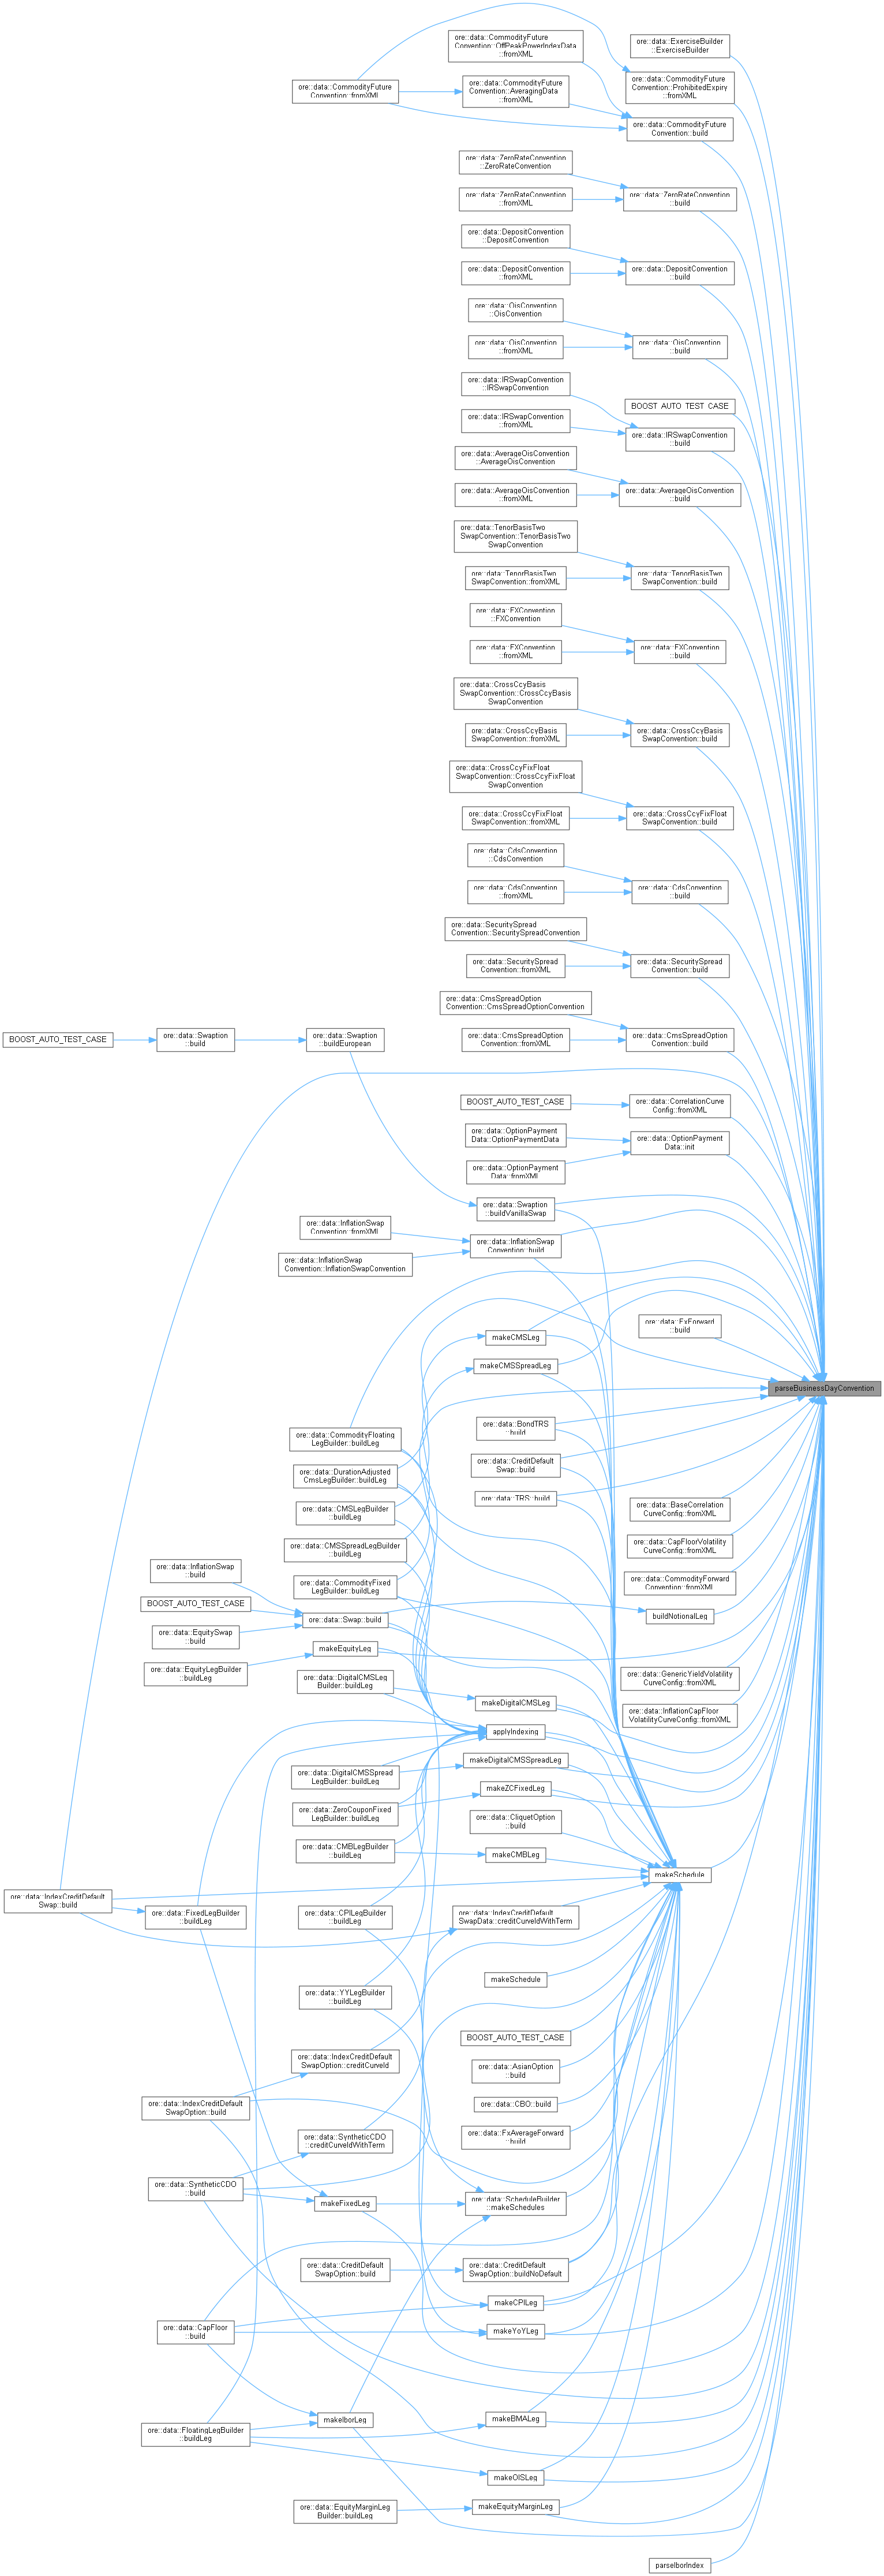 ore::data::CommodityFuture
Convention::OffPeakPowerIndexData
::fromXML
ore::data::ExerciseBuilder
::ExerciseBuilder
ore::data::CommodityFuture
Convention::fromXML
ore::data::CommodityFuture
Convention::AveragingData
::fromXML
ore::data::CommodityFuture
Convention::ProhibitedExpiry
::fromXML
ore::data::CommodityFuture
Convention::build
ore::data::ZeroRateConvention
::ZeroRateConvention
ore::data::ZeroRateConvention
::fromXML
ore::data::ZeroRateConvention
::build
ore::data::DepositConvention
::DepositConvention
ore::data::DepositConvention
::fromXML
ore::data::DepositConvention
::build
ore::data::OisConvention
::OisConvention
ore::data::OisConvention
::fromXML
ore::data::OisConvention
::build
ore::data::IRSwapConvention
::IRSwapConvention
BOOST_AUTO_TEST_CASE
ore::data::IRSwapConvention
::fromXML
ore::data::IRSwapConvention
::build
ore::data::AverageOisConvention
::AverageOisConvention
ore::data::AverageOisConvention
::fromXML
ore::data::AverageOisConvention
::build
ore::data::TenorBasisTwo
SwapConvention::TenorBasisTwo
SwapConvention
ore::data::TenorBasisTwo
SwapConvention::fromXML
ore::data::TenorBasisTwo
SwapConvention::build
ore::data::FXConvention
::FXConvention
ore::data::FXConvention
::fromXML
ore::data::FXConvention
::build
ore::data::CrossCcyBasis
SwapConvention::CrossCcyBasis
SwapConvention
ore::data::CrossCcyBasis
SwapConvention::fromXML
ore::data::CrossCcyBasis
SwapConvention::build
ore::data::CrossCcyFixFloat
SwapConvention::CrossCcyFixFloat
SwapConvention
ore::data::CrossCcyFixFloat
SwapConvention::fromXML
ore::data::CrossCcyFixFloat
SwapConvention::build
ore::data::CdsConvention
::CdsConvention
ore::data::CdsConvention
::fromXML
ore::data::CdsConvention
::build
ore::data::SecuritySpread
Convention::SecuritySpreadConvention
ore::data::SecuritySpread
Convention::fromXML
ore::data::SecuritySpread
Convention::build
ore::data::CmsSpreadOption
Convention::CmsSpreadOptionConvention
BOOST_AUTO_TEST_CASE
ore::data::Swaption
::build
ore::data::Swaption
::buildEuropean
ore::data::CmsSpreadOption
Convention::fromXML
ore::data::CmsSpreadOption
Convention::build
BOOST_AUTO_TEST_CASE
ore::data::CorrelationCurve
Config::fromXML
ore::data::OptionPayment
Data::OptionPaymentData
ore::data::OptionPayment
Data::init
ore::data::OptionPayment
Data::fromXML
ore::data::Swaption
::buildVanillaSwap
ore::data::InflationSwap
Convention::fromXML
ore::data::InflationSwap
Convention::build
ore::data::InflationSwap
Convention::InflationSwapConvention
ore::data::FxForward
::build
makeCMSLeg
makeCMSSpreadLeg
parseBusinessDayConvention
ore::data::BondTRS
::build
ore::data::CommodityFloating
LegBuilder::buildLeg
ore::data::CreditDefault
Swap::build
ore::data::DurationAdjusted
CmsLegBuilder::buildLeg
ore::data::TRS::build
ore::data::CMSLegBuilder
::buildLeg
ore::data::BaseCorrelation
CurveConfig::fromXML
ore::data::CMSSpreadLegBuilder
::buildLeg
ore::data::CapFloorVolatility
CurveConfig::fromXML
ore::data::InflationSwap
::build
ore::data::CommodityFixed
LegBuilder::buildLeg
ore::data::CommodityForward
Convention::fromXML
BOOST_AUTO_TEST_CASE
ore::data::Swap::build
buildNotionalLeg
ore::data::EquitySwap
::build
makeEquityLeg
ore::data::EquityLegBuilder
::buildLeg
ore::data::DigitalCMSLeg
Builder::buildLeg
ore::data::GenericYieldVolatility
CurveConfig::fromXML
makeDigitalCMSLeg
ore::data::InflationCapFloor
VolatilityCurveConfig::fromXML
applyIndexing
makeDigitalCMSSpreadLeg
ore::data::DigitalCMSSpread
LegBuilder::buildLeg
makeZCFixedLeg
ore::data::ZeroCouponFixed
LegBuilder::buildLeg
ore::data::CliquetOption
::build
ore::data::CMBLegBuilder
::buildLeg
makeCMBLeg
makeSchedule
ore::data::IndexCreditDefault
Swap::build
ore::data::FixedLegBuilder
::buildLeg
ore::data::CPILegBuilder
::buildLeg
ore::data::IndexCreditDefault
SwapData::creditCurveIdWithTerm
makeSchedule
ore::data::YYLegBuilder
::buildLeg
BOOST_AUTO_TEST_CASE
ore::data::IndexCreditDefault
SwapOption::creditCurveId
ore::data::AsianOption
::build
ore::data::IndexCreditDefault
SwapOption::build
ore::data::CBO::build
ore::data::SyntheticCDO
::creditCurveIdWithTerm
ore::data::FxAverageForward
::build
ore::data::SyntheticCDO
::build
makeFixedLeg
ore::data::ScheduleBuilder
::makeSchedules
ore::data::CreditDefault
SwapOption::build
ore::data::CreditDefault
SwapOption::buildNoDefault
makeCPILeg
ore::data::CapFloor
::build
makeYoYLeg
makeIborLeg
makeBMALeg
ore::data::FloatingLegBuilder
::buildLeg
makeOISLeg
ore::data::EquityMarginLeg
Builder::buildLeg
makeEquityMarginLeg
parseIborIndex